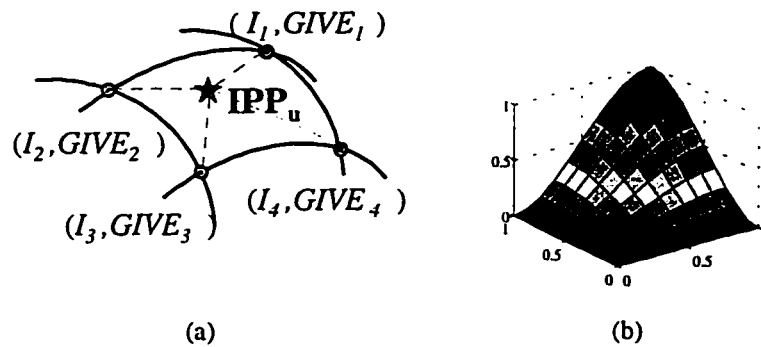 (I1,GIVE1)
IPPu
(I2,GIVE2)
(I4,GIVE4)
(I3,GIVE3)
1
0.5
0
1
0.5
0 0
0.5
(a)
(b)